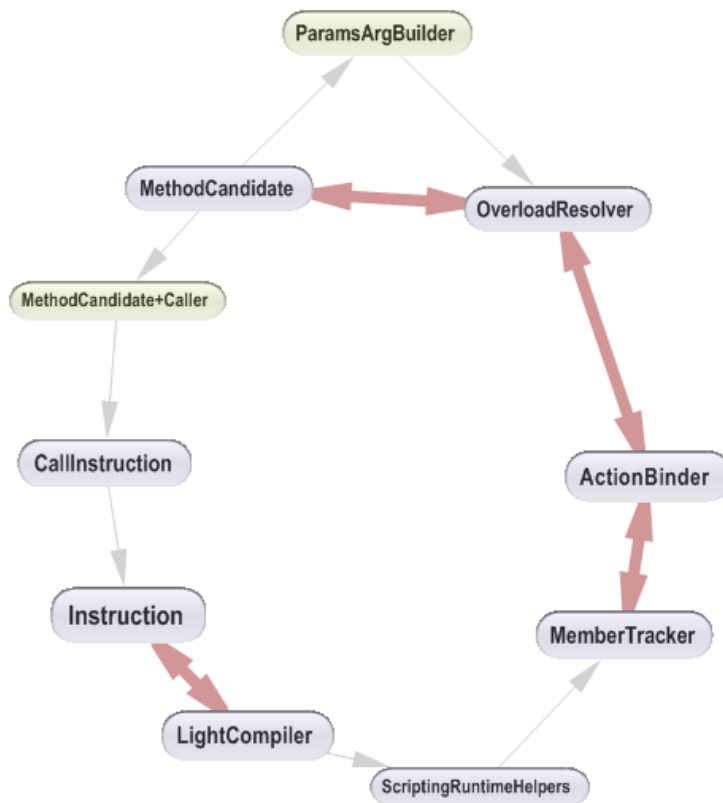 ParamsArgBuilder
MethodCandidate
OverloadResolver
MethodCandidate+Caller
CallInstruction
ActionBinder
Instruction
MemberTracker
LightCompiler
ScriptingRuntimeHelpers